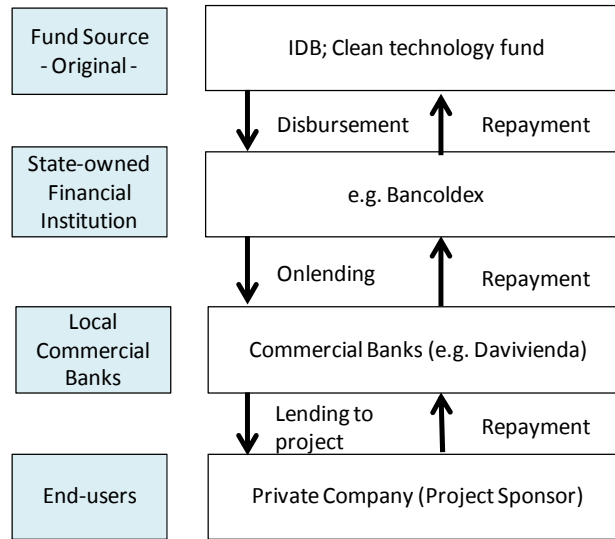 Fund Source
- Original -
IDB; Clean technology fund
Disbursement
Repayment
State-owned
Financial
Institution
e.g. Bancoldex
Onlending
Repayment
Local
Commercial
Banks
Commercial Banks (e.g. Davivienda)
Lending to
project
Repayment
End-users
Private Company (Project Sponsor)